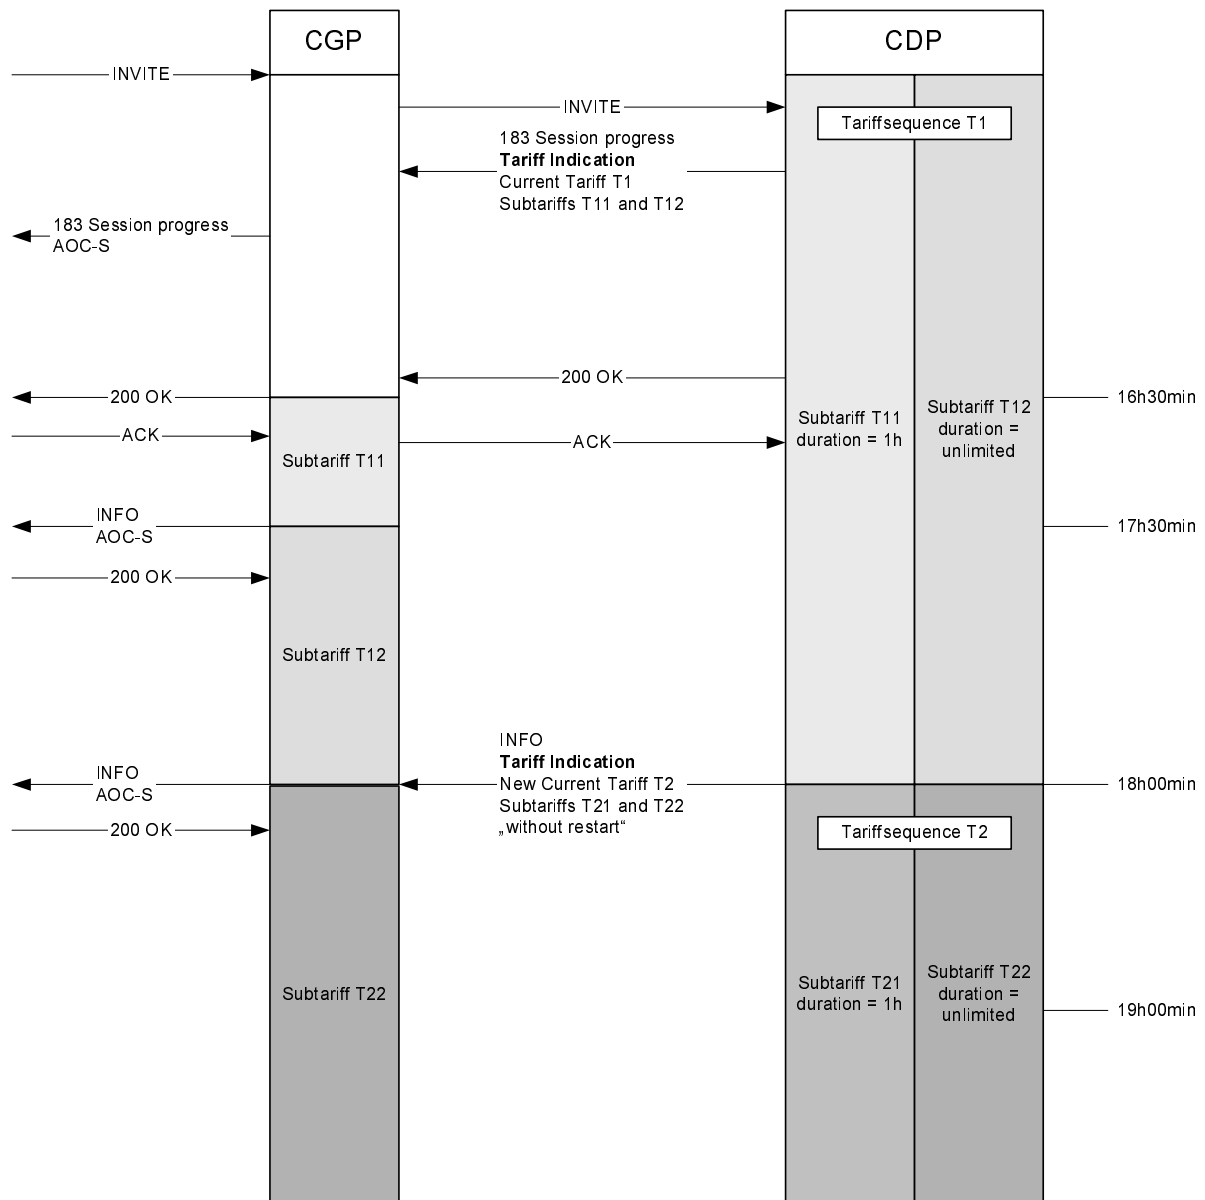 CGP
CDP
INVITE
INVITE
Tariffsequence T1
183 Session progress
Tariff Indication
Current Tariff T1
Subtariffs T11 and T12
183 Session progress
AOC-S
200 OK
200 OK
16h30min
Subtariff T11
duration = 1h
Subtariff T12
duration =
unlimited
ACK
ACK
Subtariff T11
INFO
AOC-S
17h30min
200 OK
Subtariff T12
INFO
Tariff Indication
New Current Tariff T2
Subtariffs T21 and T22
„without restart“
INFO
AOC-S
18h00min
200 OK
Tariffsequence T2
Subtariff T22
Subtariff T21
duration = 1h
Subtariff T22
duration =
unlimited
19h00min